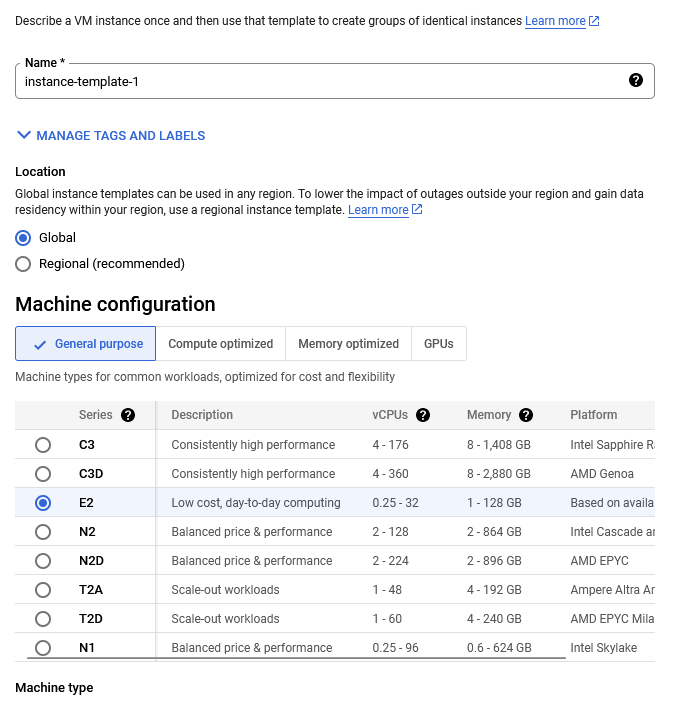 Describe a VM instance once and then use that template to create groups of identical instances Learn more
Name *
instance-template-1
MANAGE TAGS AND LABELS
Location
Global instance templates can be used in any region. To lower the impact of outages outside your region and gain data
residency within your region, use a regional instance template. Learn more
Global
Regional (recommended)
Machine configuration
General purpose Compute optimized Memory optimized GPUs
Machine types for common workloads, optimized for cost and flexibility
Series Description vCPUs Memory Platform
C3 Consistently high performance 4 - 176 8 - 1,408 GB Intel Sapphire R
C3D Consistently high performance 4 - 360 8 - 2,880 GB AMD Genoa
E2 Low cost, day-to-day computing 0.25 - 32 1 - 128 GB Based on availa
N2 Balanced price & performance 2 - 128 2 - 864 GB Intel Cascade an
N2D Balanced price & performance 2 - 224 2 - 896 GB AMD EPYC
T2A Scale-out workloads 1 - 48 4 - 192 GB Ampere Altra Ar
T2D Scale-out workloads 1 - 60 4 - 240 GB AMD EPYC Mila
N1 Balanced price & performance 0.25 - 96 0.6 - 624 GB Intel Skylake
Machine type